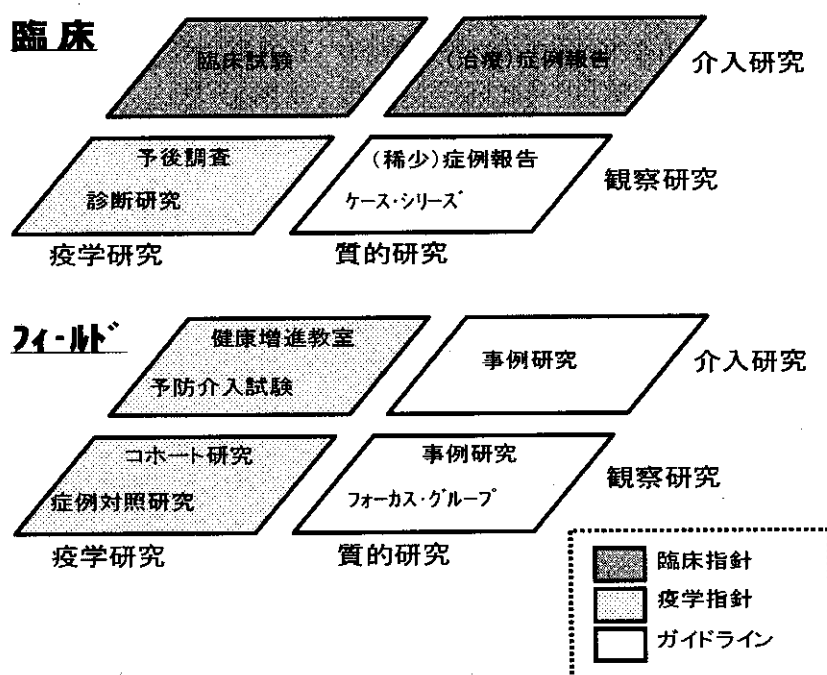 臨床
臨床試験
(治療)症例報告
介入研究
予後調査
診断研究
(稀少)症例報告
ケース・シリーズ
観察研究
疫学研究
質的研究
フィールド
健康増進教室
予防介入試験
事例研究
介入研究
コホート研究
症例対照研究
事例研究
フォーカス・グループ
観察研究
疫学研究
質的研究
臨床指針
疫学指針
ガイドライン